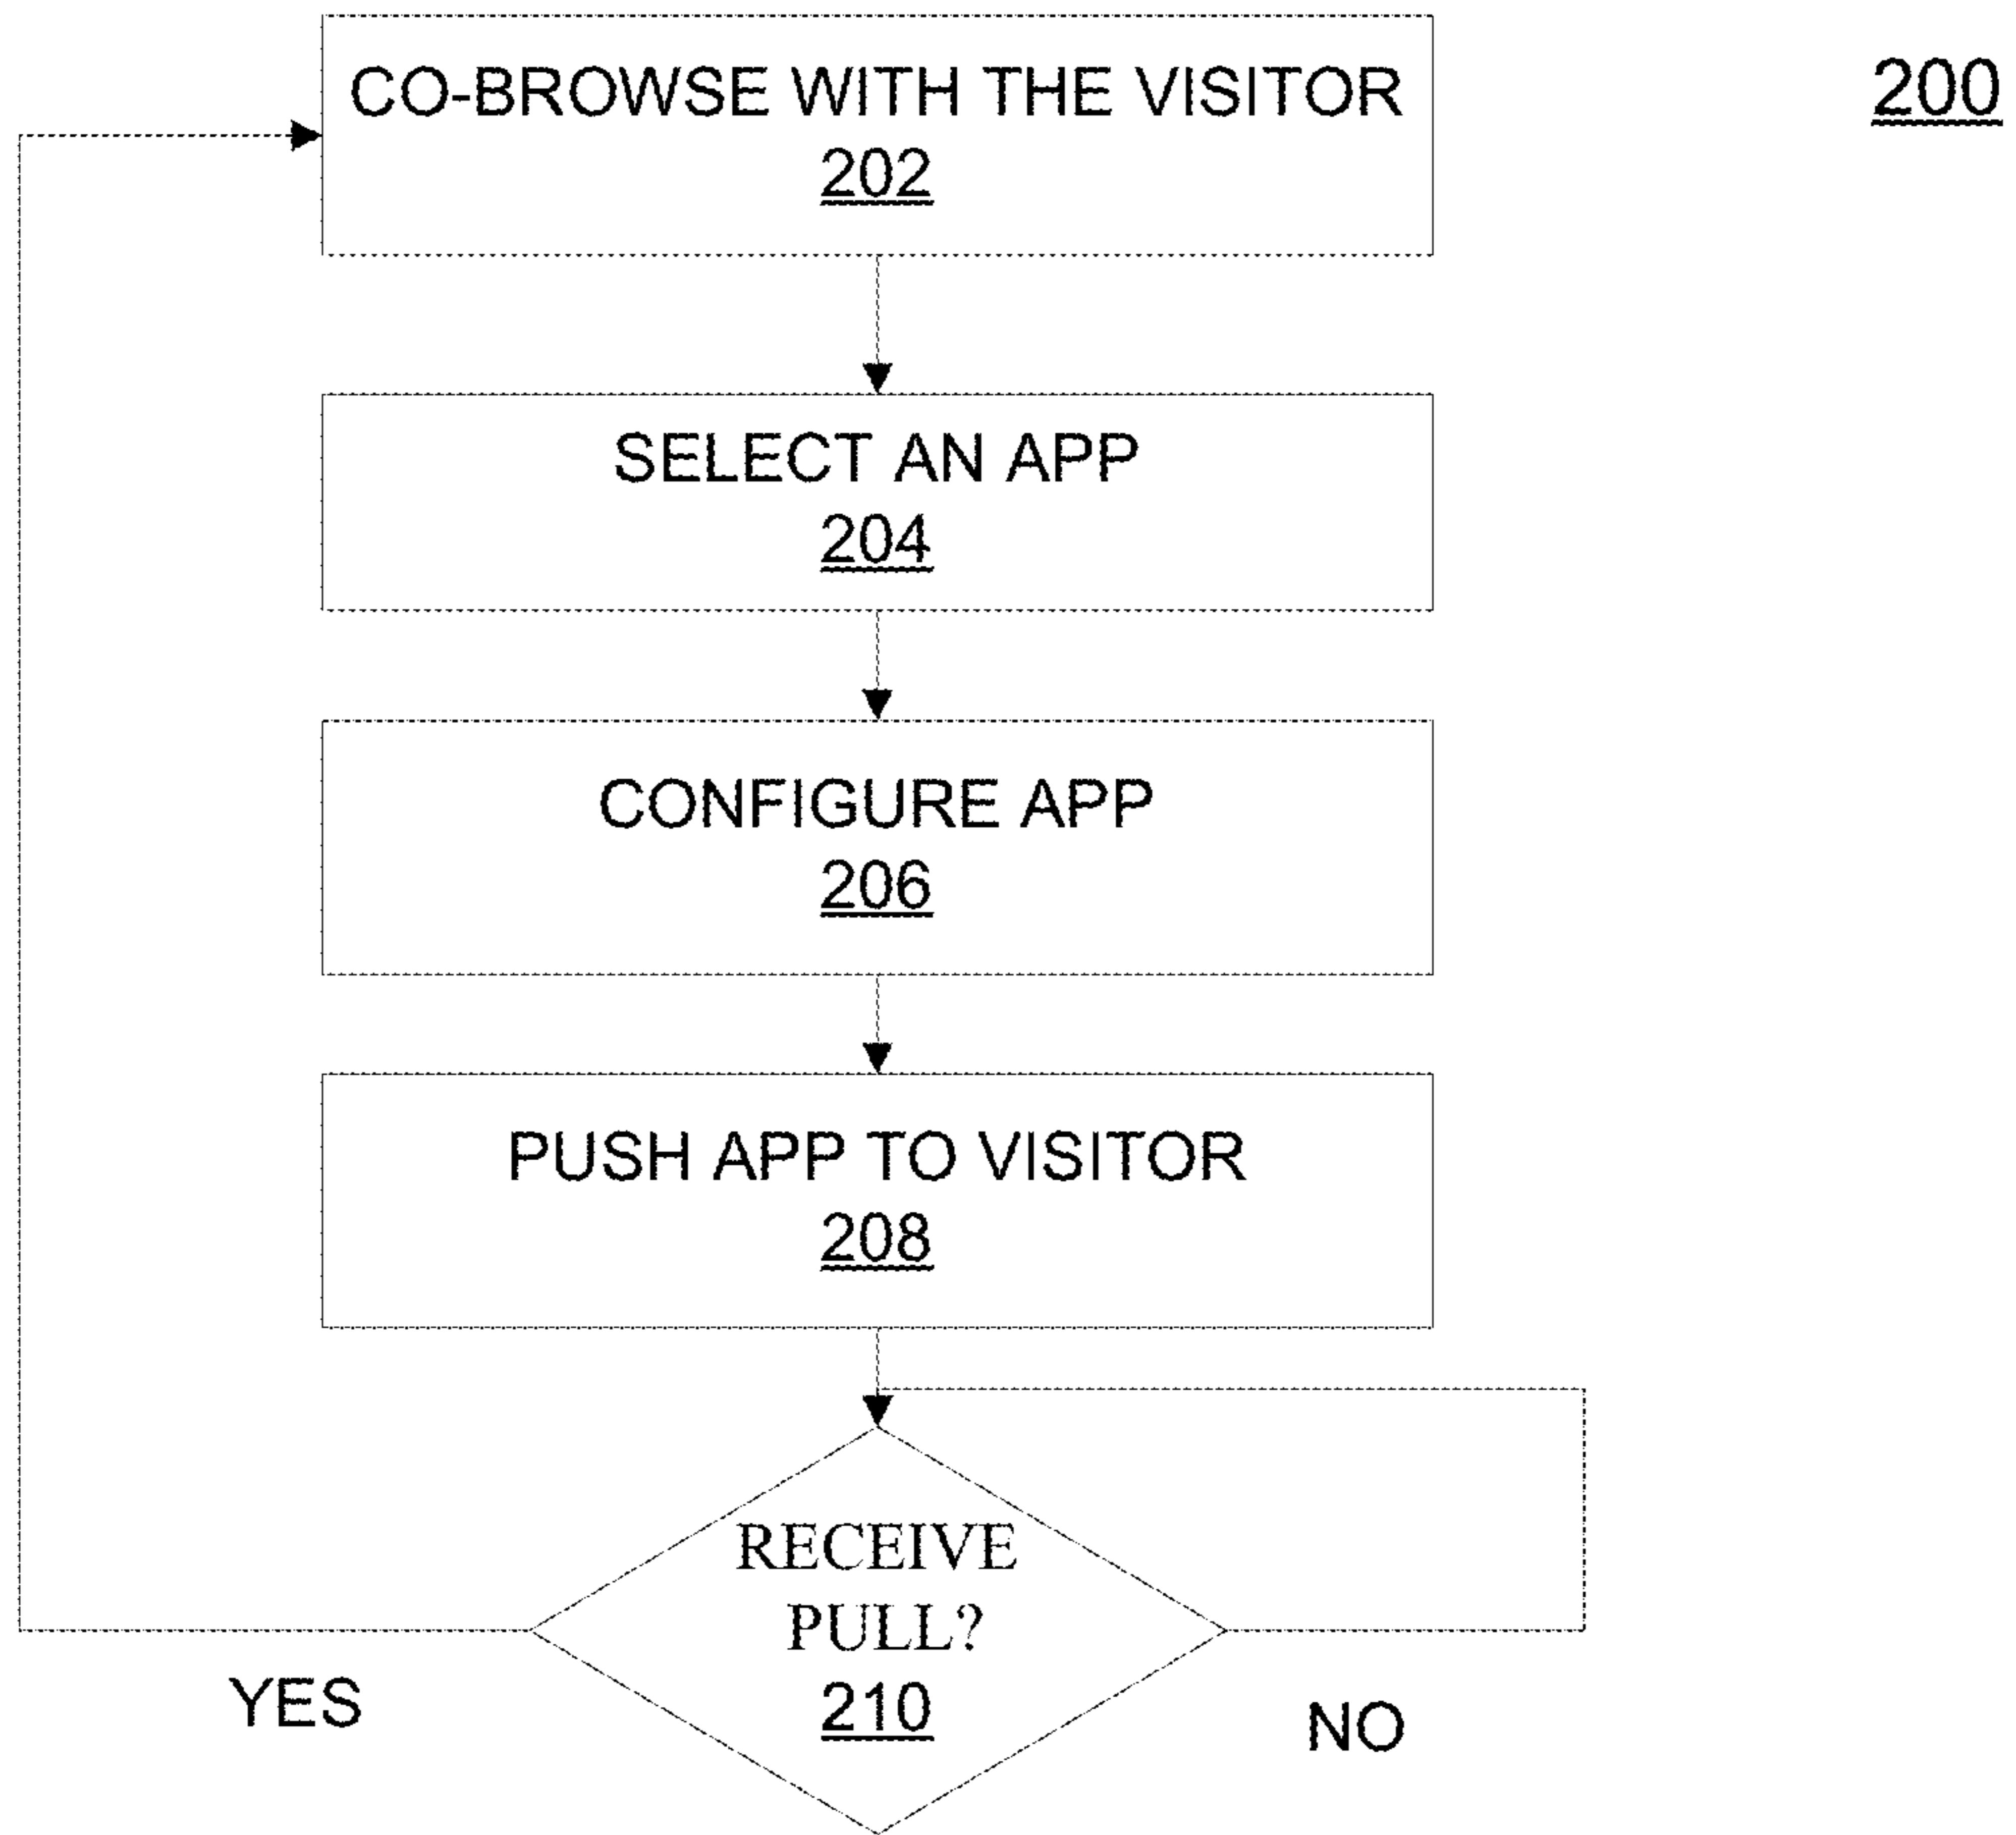 CO-BROWSE WITH THE VISITOR
202
200
SELECT AN APP
204
CONFIGURE APP
206
PUSH APP TO VISITOR
208
RECEIVE
PULL?
210
YES
NO